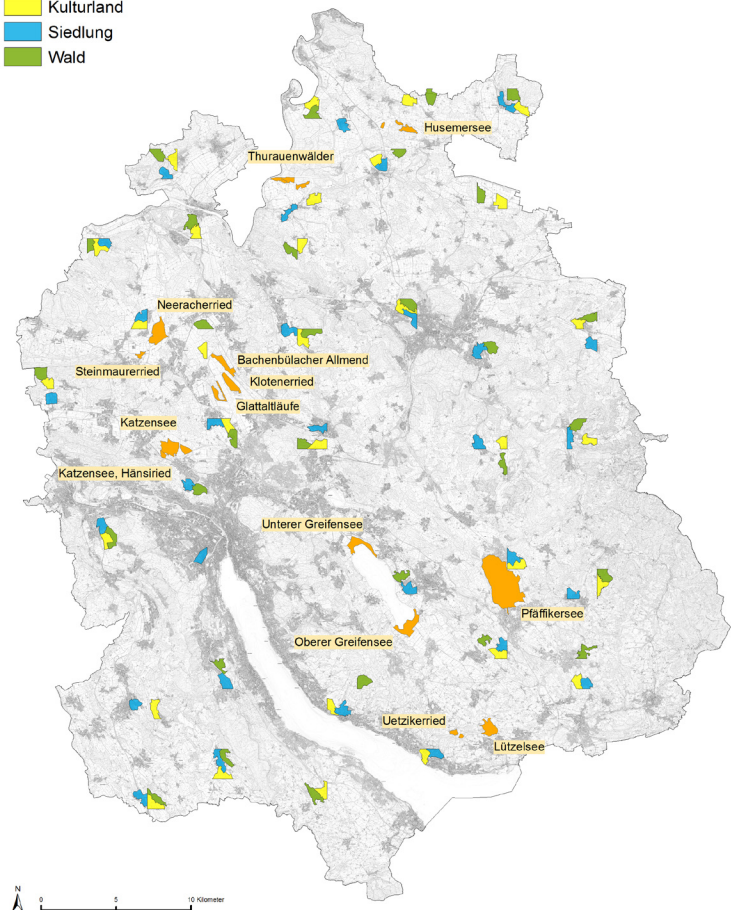 Kulturland
Siedlung
Wald
Husemersee
Thurauenwälder
Neeracherried
Bachenbülacher Allmend
Steinmaurerried
Klotenerried
Glattaltläufe
Katzensee
Katzensee, Hänsiried
Unterer Greifensee
Pfäffikersee
Oberer Greifensee
Uetzikerried
Lützelsee
N
0 5 10 Kilometer